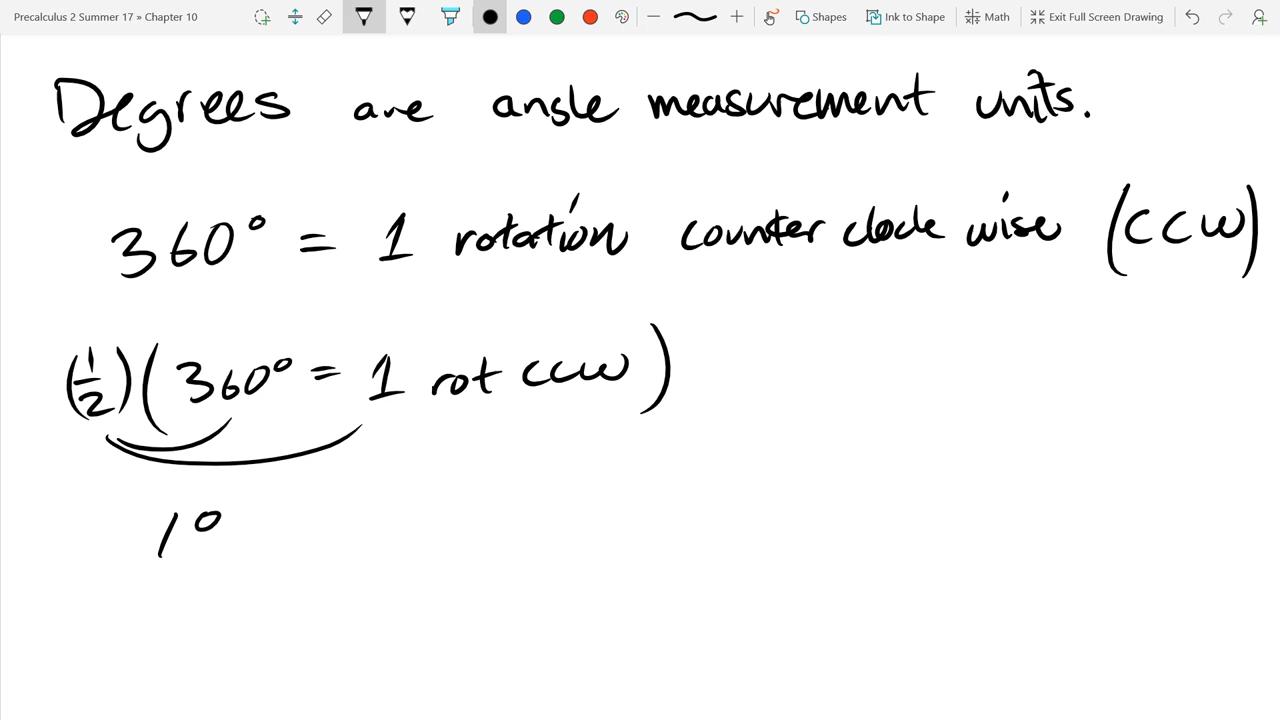 Precalculus 2 Summer 17 » Chapter 10 Shapes Ink to Shape Math Exit Full Screen Drawing
Degrees are angle measurement units.
360° = 1 rotation counter clock wise (CCW)
(1/2)(360° = 1 rot CCW)
1°